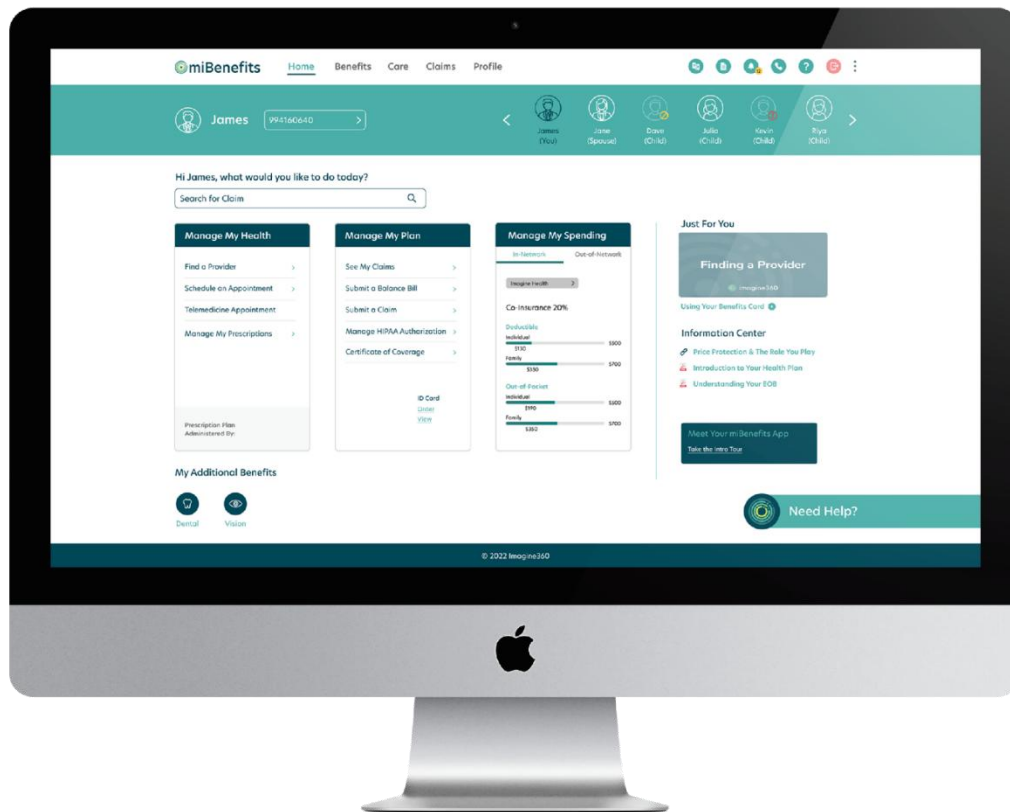 miBenefits
Home Benefits Care Claims Profile
James 994160640
James
(You)
Jane
(Spouse)
Dave
(Child)
Julia
(Child)
Kevin
(Child)
Riya
(Child)
Hi James, what would you like to do today?
Search for Claim
Manage My Health
Find a Provider
Schedule an Appointment
Telemedicine Appointment
Manage My Prescriptions
Prescription Plan
Administered By:
Manage My Plan
See My Claims
Submit a Balance Bill
Submit a Claim
Manage HIPAA Authorization
Certificate of Coverage
ID Card
Order
View
Manage My Spending
In-Network Out-of-Network
Imagine Health
Co-Insurance 20%
Deductible
Individual
$130 $500
Family
$330 $700
Out-of-Pocket
Individual
$190 $600
Family
$350 $900
Just For You
Finding a Provider
imagine360
Using Your Benefits Card
Information Center
Price Protection & The Role You Play
Introduction to Your Health Plan
Understanding Your EOB
Meet Your miBenefits App
Take the Intro Tour
My Additional Benefits
Dental Vision
Need Help?
© 2022 Imagine360